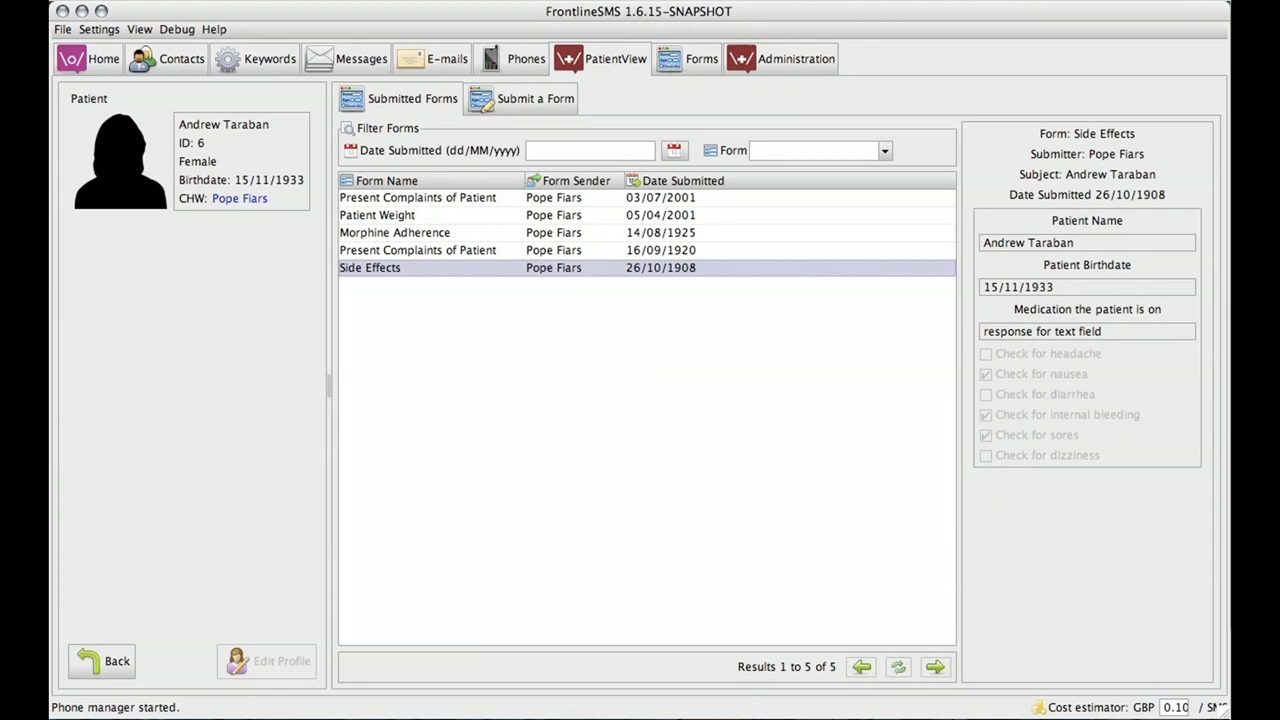 FrontlineSMS 1.6.15-SNAPSHOT
File Settings View Debug Help
Home Contacts Keywords Messages E-mails Phones PatientView Forms Administration
Patient
Andrew Taraban
ID: 6
Female
Birthdate: 15/11/1933
CHW: Pope Fiars
Back
Edit Profile
Submitted Forms Submit a Form
Filter Forms
Date Submitted (dd/MM/yyyy) Form
Form Name Form Sender Date Submitted
Present Complaints of Patient Pope Fiars 03/07/2001
Patient Weight Pope Fiars 05/04/2001
Morphine Adherence Pope Fiars 14/08/1925
Present Complaints of Patient Pope Fiars 16/09/1920
Side Effects Pope Fiars 26/10/1908
Results 1 to 5 of 5
Form: Side Effects
Submitter: Pope Fiars
Subject: Andrew Taraban
Date Submitted 26/10/1908
Patient Name
Andrew Taraban
Patient Birthdate
15/11/1933
Medication the patient is on
response for text field
Check for headache
Check for nausea
Check for diarrhea
Check for internal bleeding
Check for sores
Check for dizziness
Phone manager started.
Cost estimator: GBP 0.10 / SMS